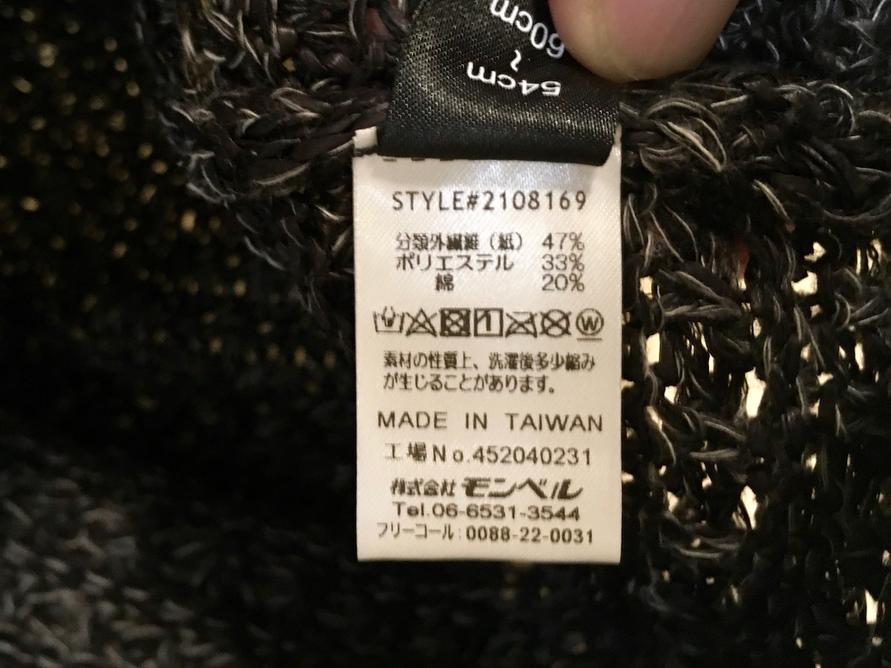 54cm
~
60cm
STYLE#2108169
分類外繊維（紙） 47%
ポリエステル 33%
綿 20%
素材の性質上、洗濯後多少縮み
が生じることがあります。
MADE IN TAIWAN
工場No.452040231
株式会社 モンベル
Tel.06-6531-3544
フリーコール:0088-22-0031